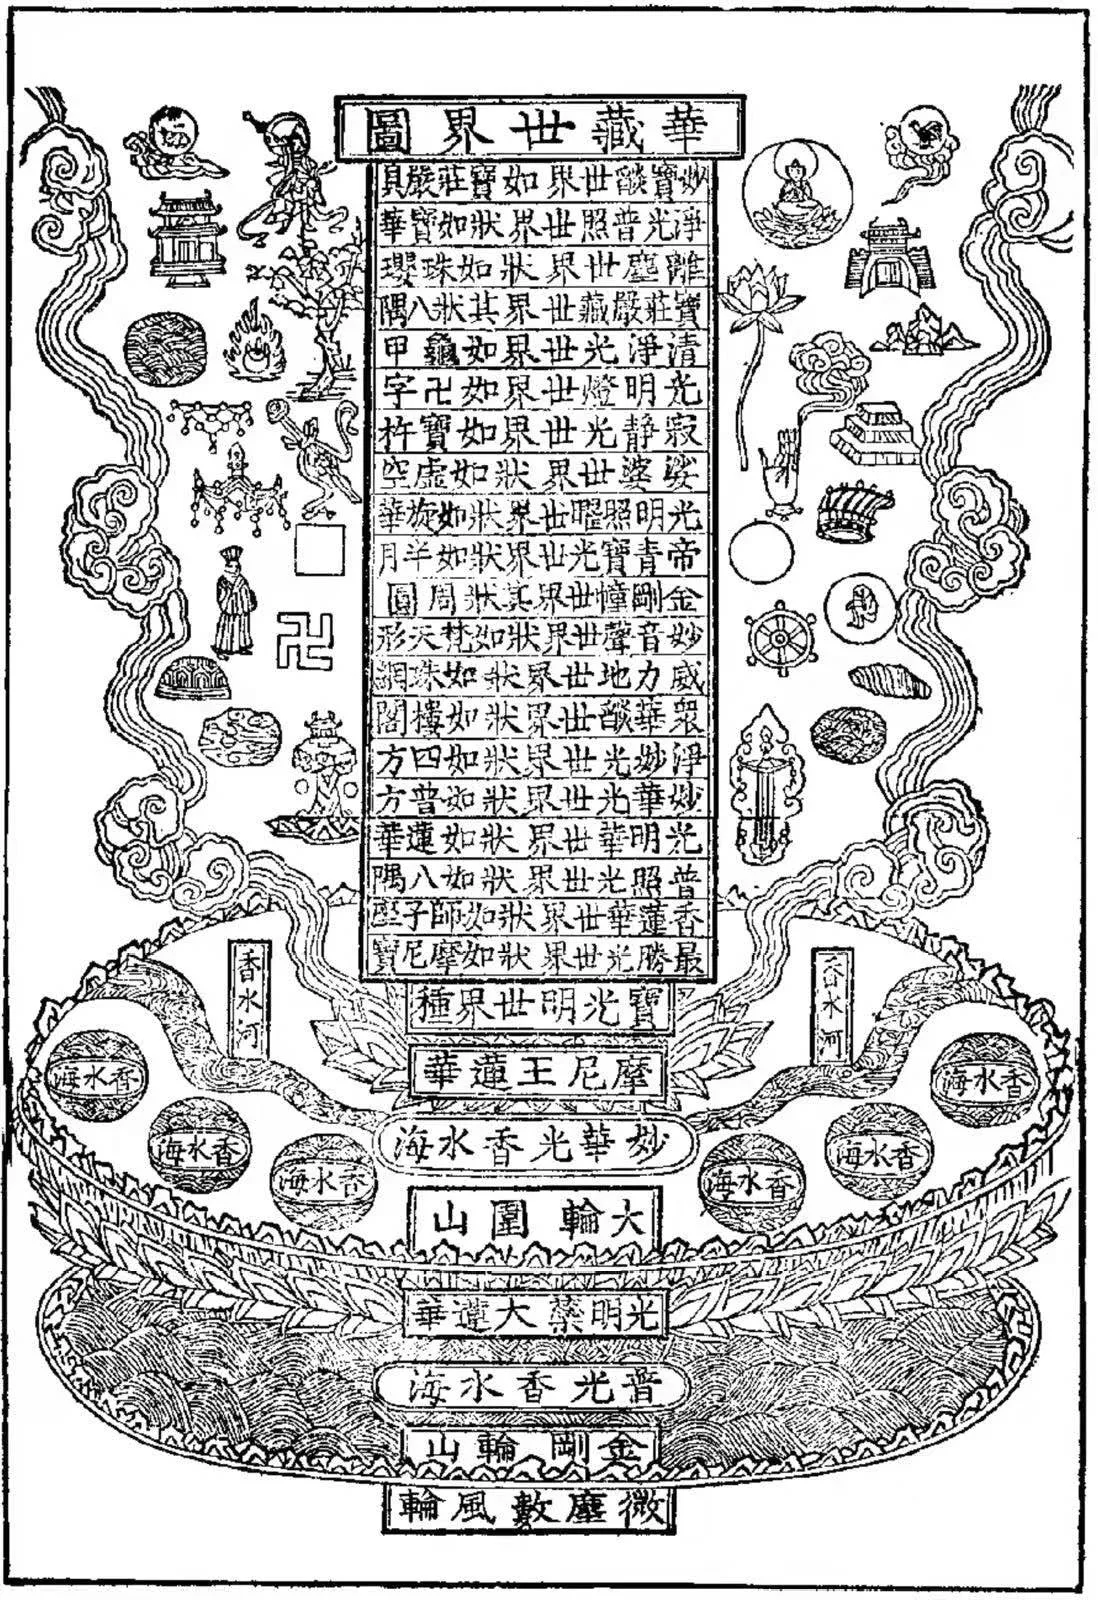 華藏世界圖
妙寶燄世界如寶莊嚴具
淨光普照世界狀如寶華
離塵世界狀如珠瓔
寶莊嚴藏世界其狀八隅
清淨光世界如龜甲
光明燈世界如卍字
寂静光世界如寶杵
娑婆世界狀如虛空
光明照曜世界狀如旋華
帝青寶光世界狀如半月
金剛幢世界其狀周圓
妙音聲世界狀如梵天形
威力地世界狀如珠網
衆華燄世界狀如樓閣
淨妙光世界狀如四方
妙華光世界狀如普方
光明華世界狀如蓮華
普照光世界狀如八隅
香蓮華世界狀如師子座
最勝光世界狀如摩尼寶
寶光明世界種
香水河
香水河
摩尼王蓮華
香水海
香水海
妙華光香水海
香水海
香水海
香水海
香水海
大輪圍山
光明蘂大蓮華
普光香水海
金剛輪山
微塵數風輪